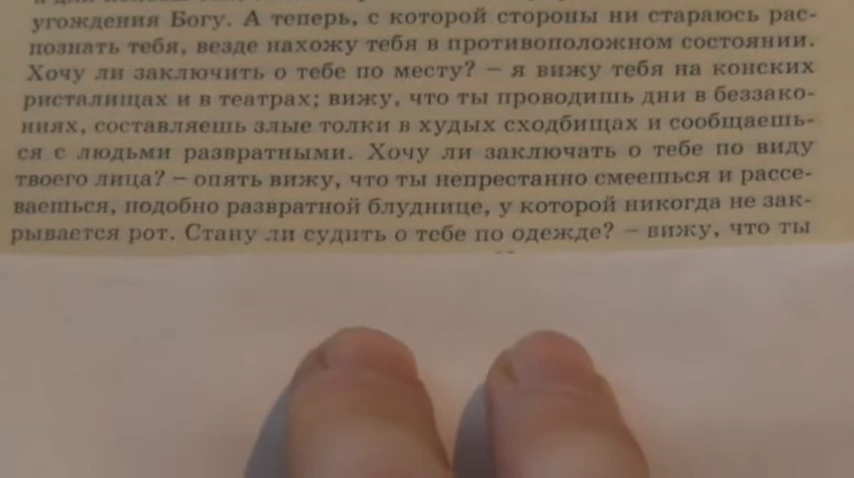 угождения Богу. А теперь, с которой стороны ни стараюсь рас-
познать тебя, везде нахожу тебя в противоположном состоянии.
Хочу ли заключить о тебе по месту? – я вижу тебя на конских
ристалищах и в театрах; вижу, что ты проводишь дни в беззако-
ниях, составляешь злые толки в худых сходбищах и сообщаешь-
ся с людьми развратными. Хочу ли заключать о тебе по виду
твоего лица? – опять вижу, что ты непрестанно смеешься и рассе-
ваешься, подобно развратной блуднице, у которой никогда не зак-
рывается рот. Стану ли судить о тебе по одежде? – вижу, что ты